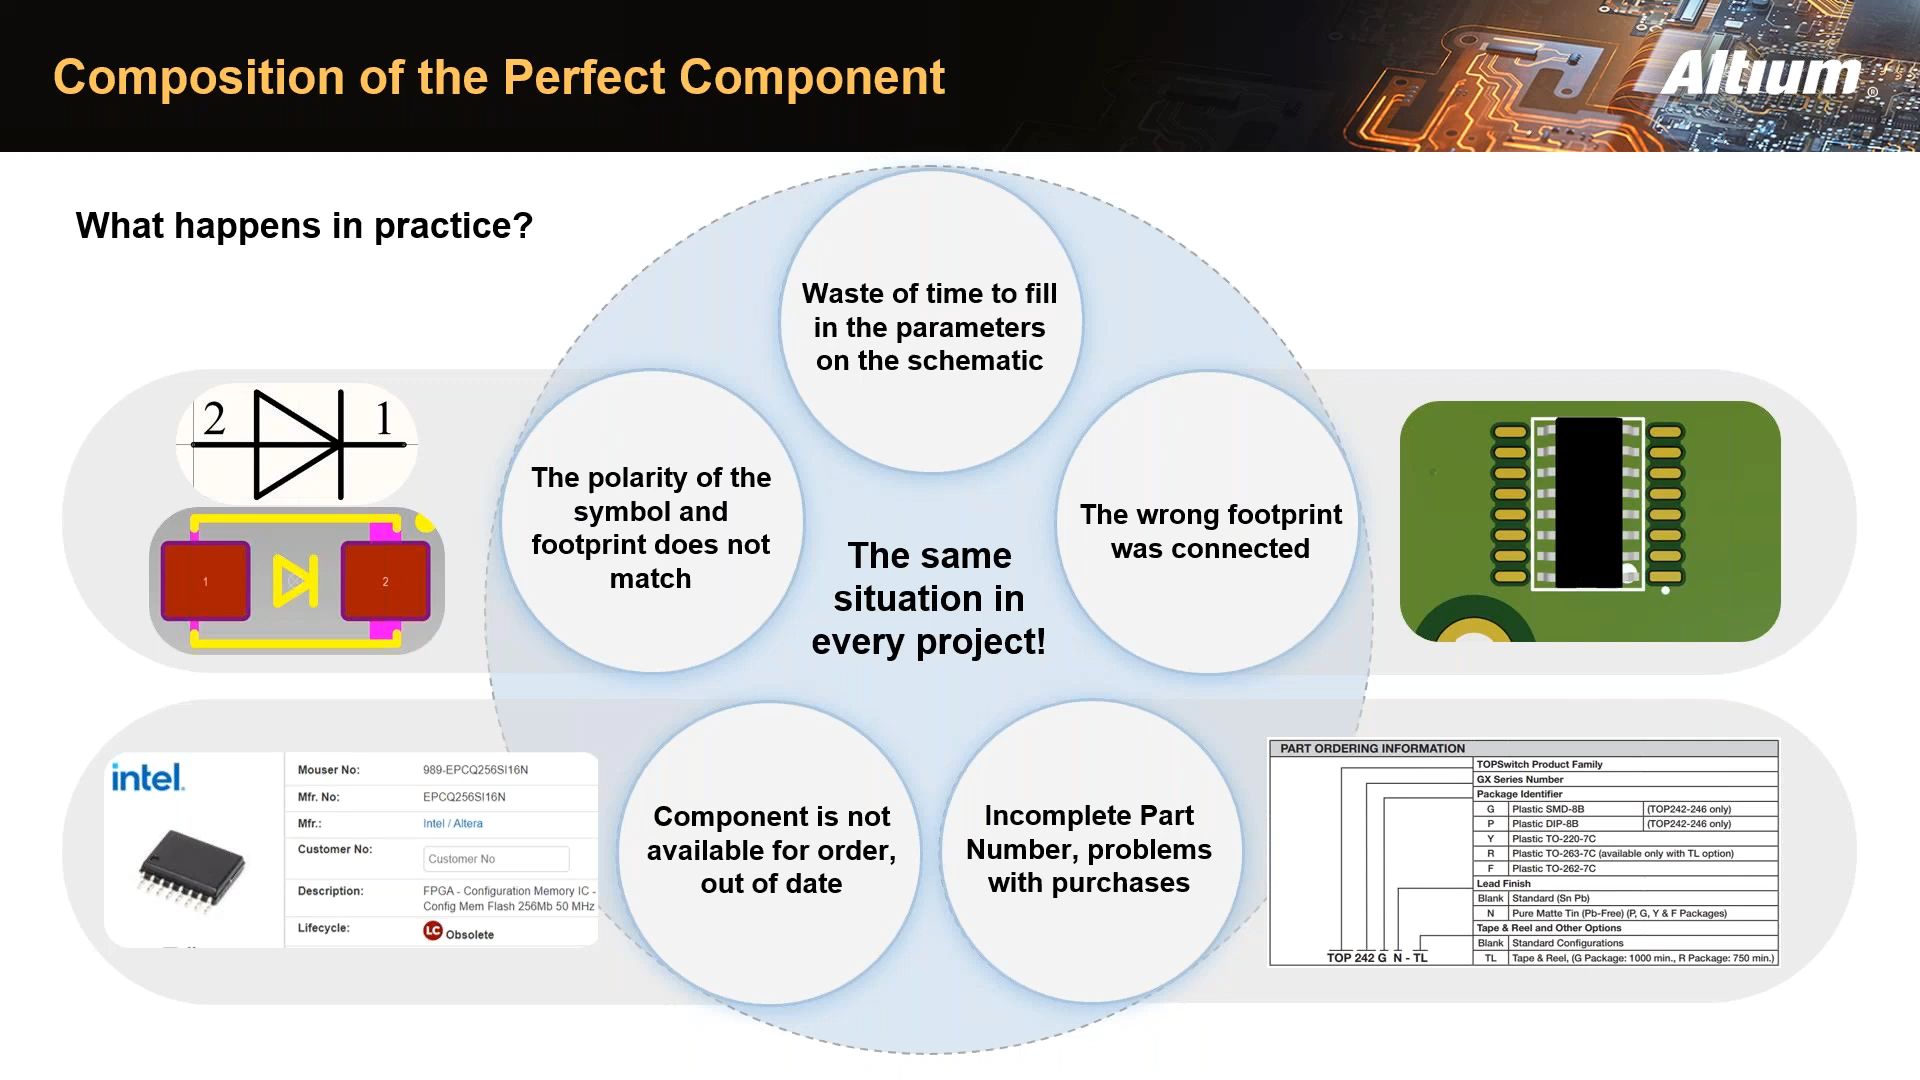 Composition of the Perfect Component
Altium®
What happens in practice?
Waste of time to fill
in the parameters
on the schematic
2 1
1 2
The polarity of the
symbol and
footprint does not
match
The same
situation in
every project!
The wrong footprint
was connected
intel.
Mouser No: 989-EPCQ256SI16N
Mfr. No: EPCQ256SI16N
Mfr.: Intel / Altera
Customer No: Customer No
Description: FPGA - Configuration Memory IC -
Config Mem Flash 256Mb 50 MHz
Lifecycle: LC Obsolete
Component is not
available for order,
out of date
Incomplete Part
Number, problems
with purchases
PART ORDERING INFORMATION
TOPSwitch Product Family
GX Series Number
Package Identifier
G Plastic SMD-8B (TOP242-246 only)
P Plastic DIP-8B (TOP242-246 only)
Y Plastic TO-220-7C
R Plastic TO-263-7C (available only with TL option)
F Plastic TO-262-7C
Lead Finish
Blank Standard (Sn Pb)
N Pure Matte Tin (Pb-Free) (P, G, Y & F Packages)
Tape & Reel and Other Options
Blank Standard Configurations
TL Tape & Reel, (G Package: 1000 min., R Package: 750 min.)
TOP 242 G N - TL